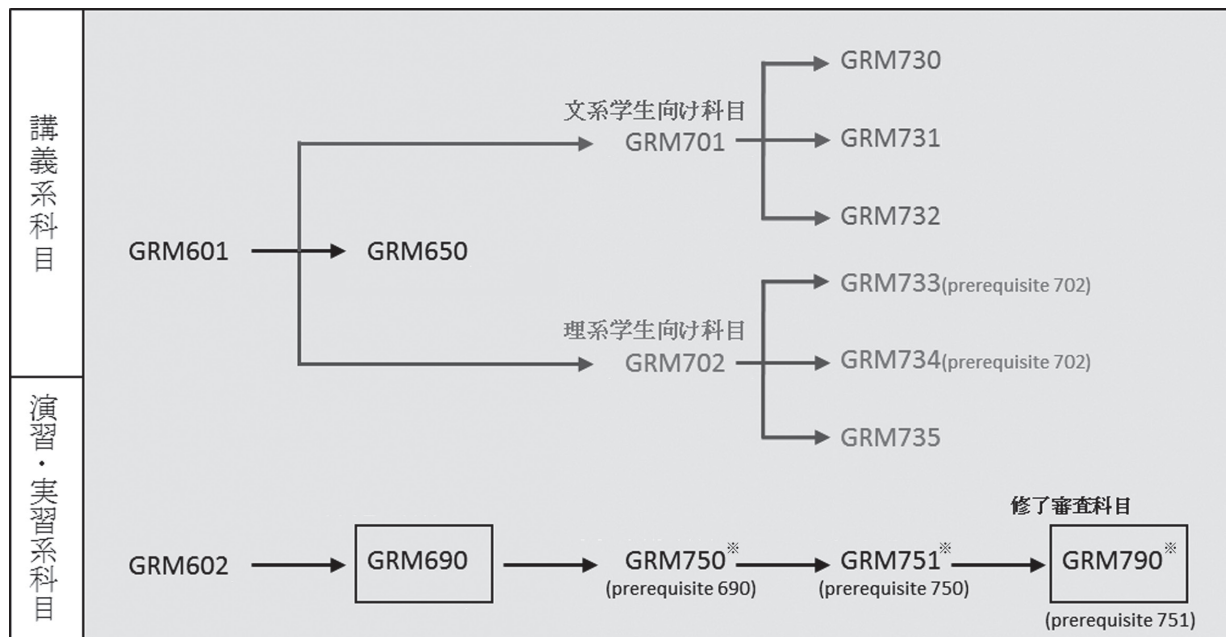 講義系科目
GRM730
文系学生向け科目
GRM701
GRM731
GRM732
GRM601
GRM650
GRM733(prerequisite 702)
理系学生向け科目
GRM702
GRM734(prerequisite 702)
GRM735
演習・実習系科目
修了審査科目
GRM602
GRM690
GRM750※
(prerequisite 690)
GRM751※
(prerequisite 750)
GRM790※
(prerequisite 751)